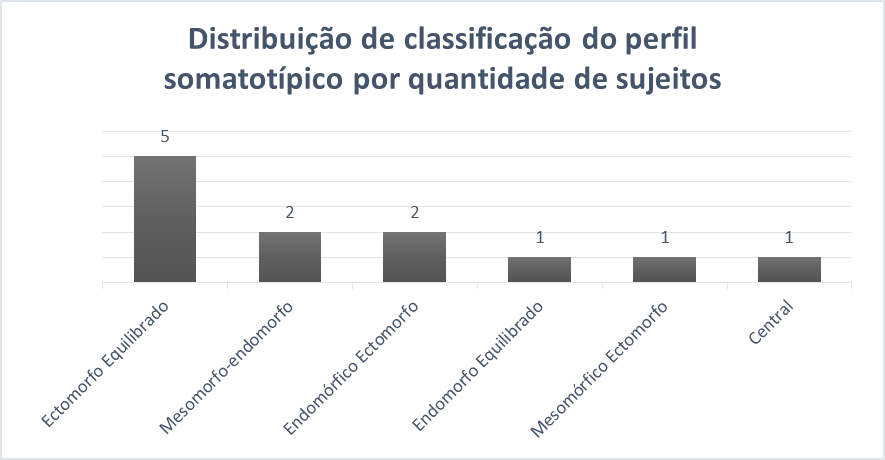 Distribuição de classificação do perfil
somatotípico por quantidade de sujeitos
5
2
2
1
1
1
Ectomorfo Equilibrado
Mesomorfo-endomorfo
Endomórfico Ectomorfo
Endomorfo Equilibrado
Mesomórfico Ectomorfo
Central